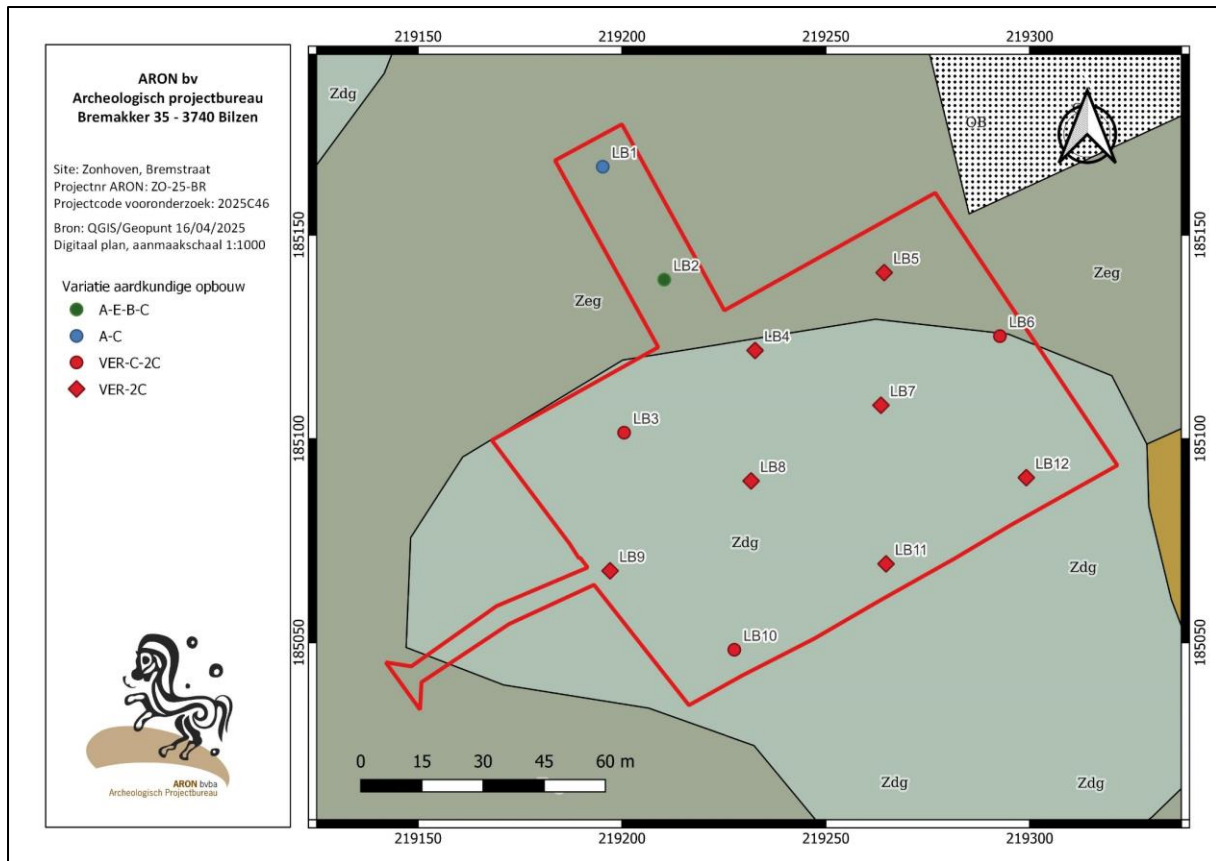 ARON bv
Archeologisch projectbureau
Bremakker 35 - 3740 Bilzen
Site: Zonhoven, Bremstraat
Projectnr ARON: ZO-25-BR
Projectcode vooronderzoek: 2025C46
Bron: QGIS/Geopunt 16/04/2025
Digitaal plan, aanmaakschaal 1:1000
Variatie aardkundige opbouw
A-E-B-C
A-C
VER-C-2C
VER-2C
ARON bvba
Archeologisch Projectbureau
219150 219200 219250 219300
185150
185100
185050
185150
185100
185050
Zdg
OB
LB1
LB2
LB5
Zeg
Zeg
LB6
LB4
LB7
LB3
LB8
LB12
Zdg
LB11
Zdg
LB9
LB10
0 15 30 45 60 m
Zdg
Zdg
219150 219200 219250 219300